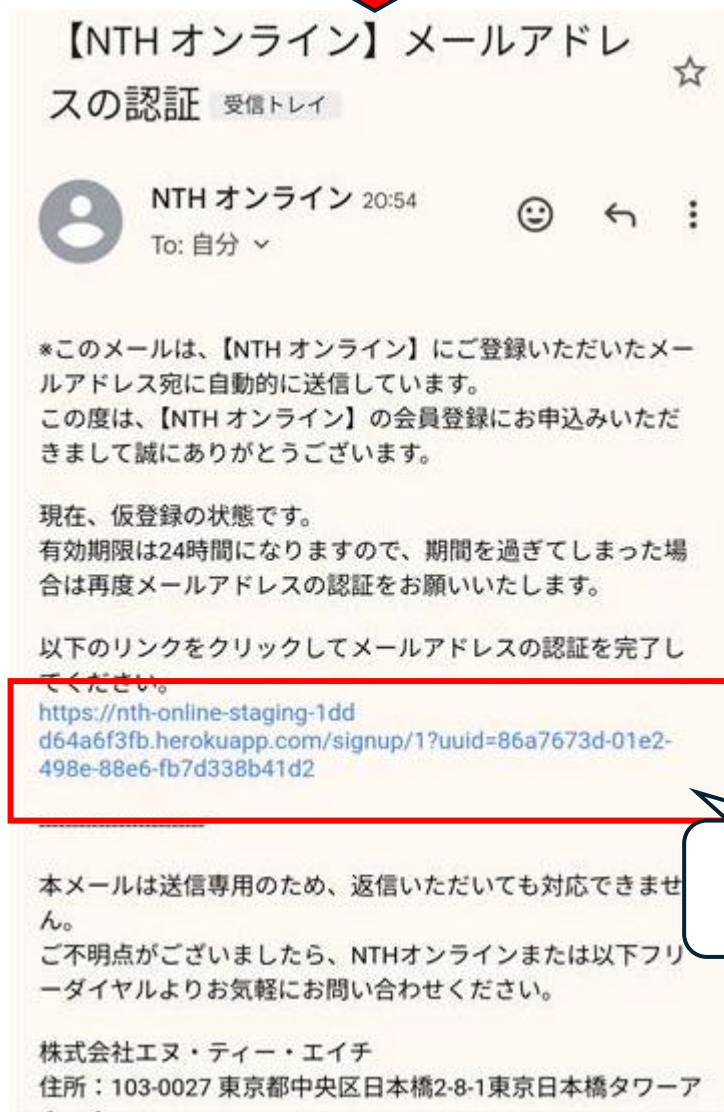 【NTH オンライン】メールアドレ
スの認証 受信トレイ
NTH オンライン 20:54
To: 自分
*このメールは、【NTH オンライン】にご登録いただいたメー
ルアドレス宛に自動的に送信しています。
この度は、【NTH オンライン】の会員登録にお申込みいただ
きまして誠にありがとうございます。
現在、仮登録の状態です。
有効期限は24時間になりますので、期間を過ぎてしまった場
合は再度メールアドレスの認証をお願いいたします。
以下のリンクをクリックしてメールアドレスの認証を完了し
てください。
https://nth-online-staging-1dd
d64a6f3fb.herokuapp.com/signup/1?uuid=86a7673d-01e2-
498e-88e6-fb7d338b41d2
-------------------------
本メールは送信専用のため、返信いただいても対応できませ
ん。
ご不明点がございましたら、NTHオンラインまたは以下フリ
ーダイヤルよりお気軽にお問い合わせください。
株式会社エヌ・ティー・エイチ
住所：103-0027 東京都中央区日本橋2-8-1東京日本橋タワーア